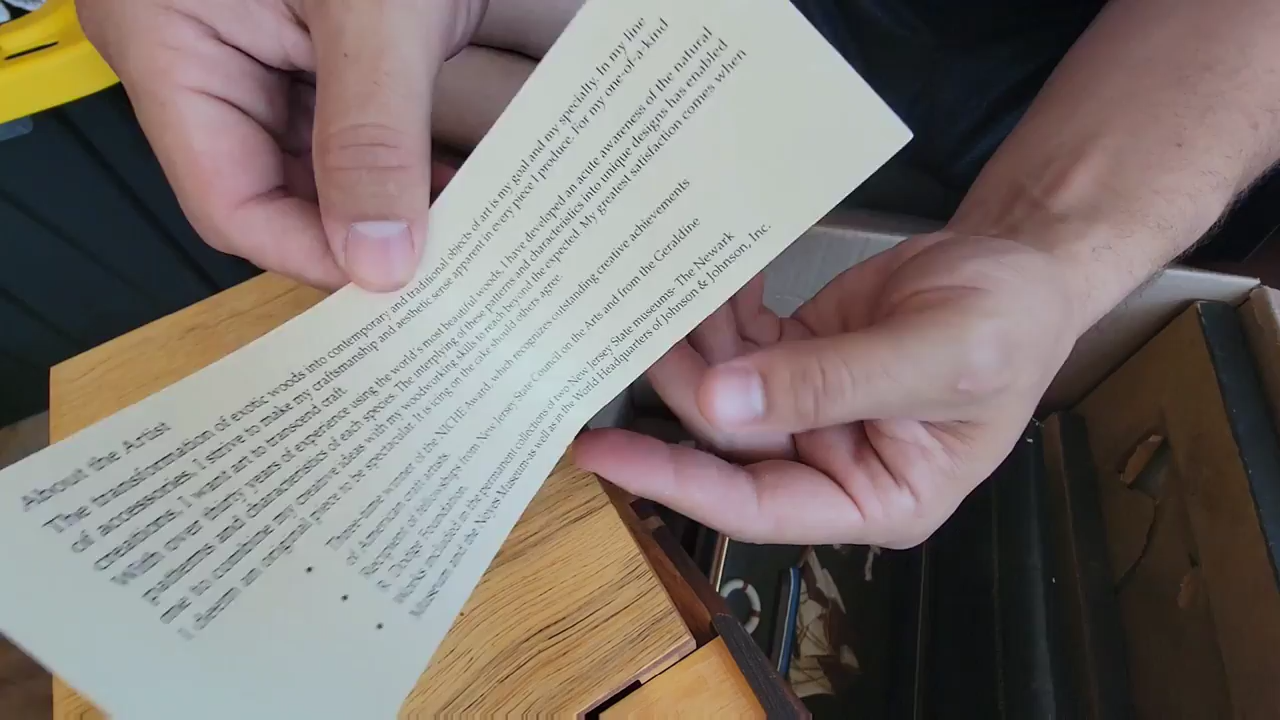 About the Artist
The transformation of exotic woods into contemporary and traditional objects of art is my goal and my specialty. In my line
of accessories, I strive to make my craftsmanship and aesthetic sense apparent in every piece I produce. For my one-of-a-kind
creations, I want art to transcend craft.
With over thirty years of experience using the world's most beautiful woods, I have developed an acute awareness of the natural
patterns and characteristics of each species. The interplying of these patterns and characteristics into unique designs has enabled
me to combine my creative ideas with my woodworking skills to reach beyond the expected. My greatest satisfaction comes when
I deem an original piece to be spectacular. It is icing on the cake should others agree.
• Three time winner of the NICHE Award, which recognizes outstanding creative achievements
of American craft artists.
• Recipient of fellowships from New Jersey State Council on the Arts and from the Geraldine
R. Dodge Foundation
• Works included in the permanent collections of two New Jersey State museums- The Newark
Museum and the Noyes Museum-as well as in the World Headquarters of Johnson & Johnson, Inc.